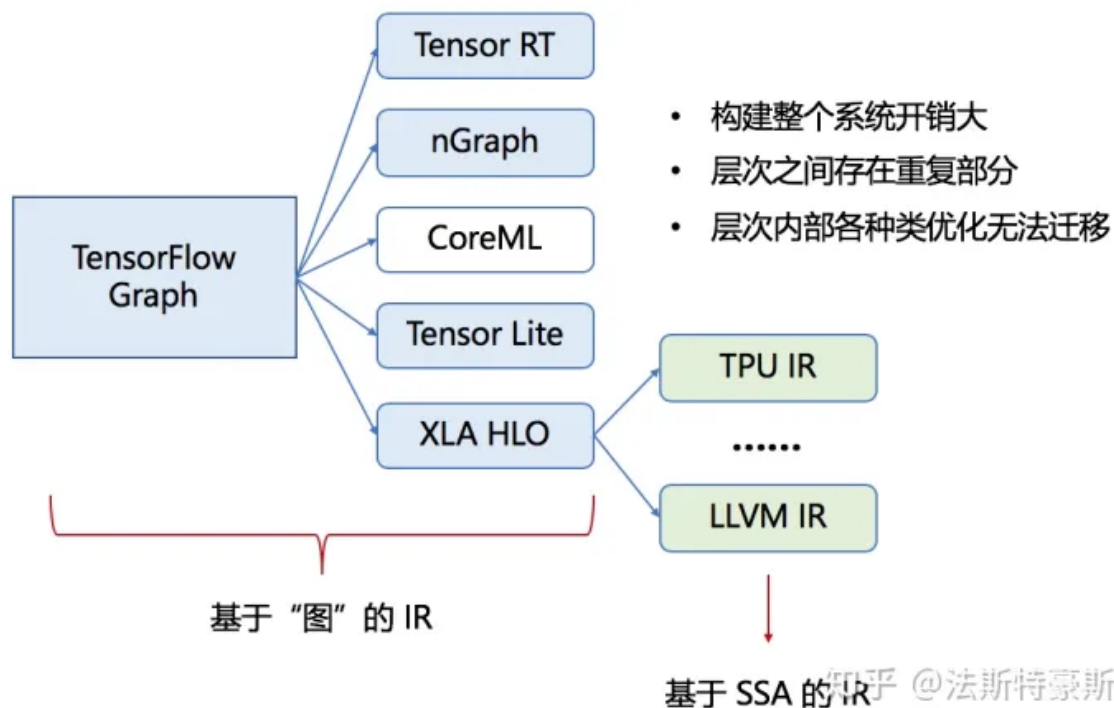 Tensor RT
nGraph
CoreML
Tensor Lite
XLA HLO
TensorFlow
Graph
• 构建整个系统开销大
• 层次之间存在重复部分
• 层次内部各种类优化无法迁移
TPU IR
......
LLVM IR
基于“图”的 IR
基于 SSA 的 IR
知乎 @法斯特豪斯